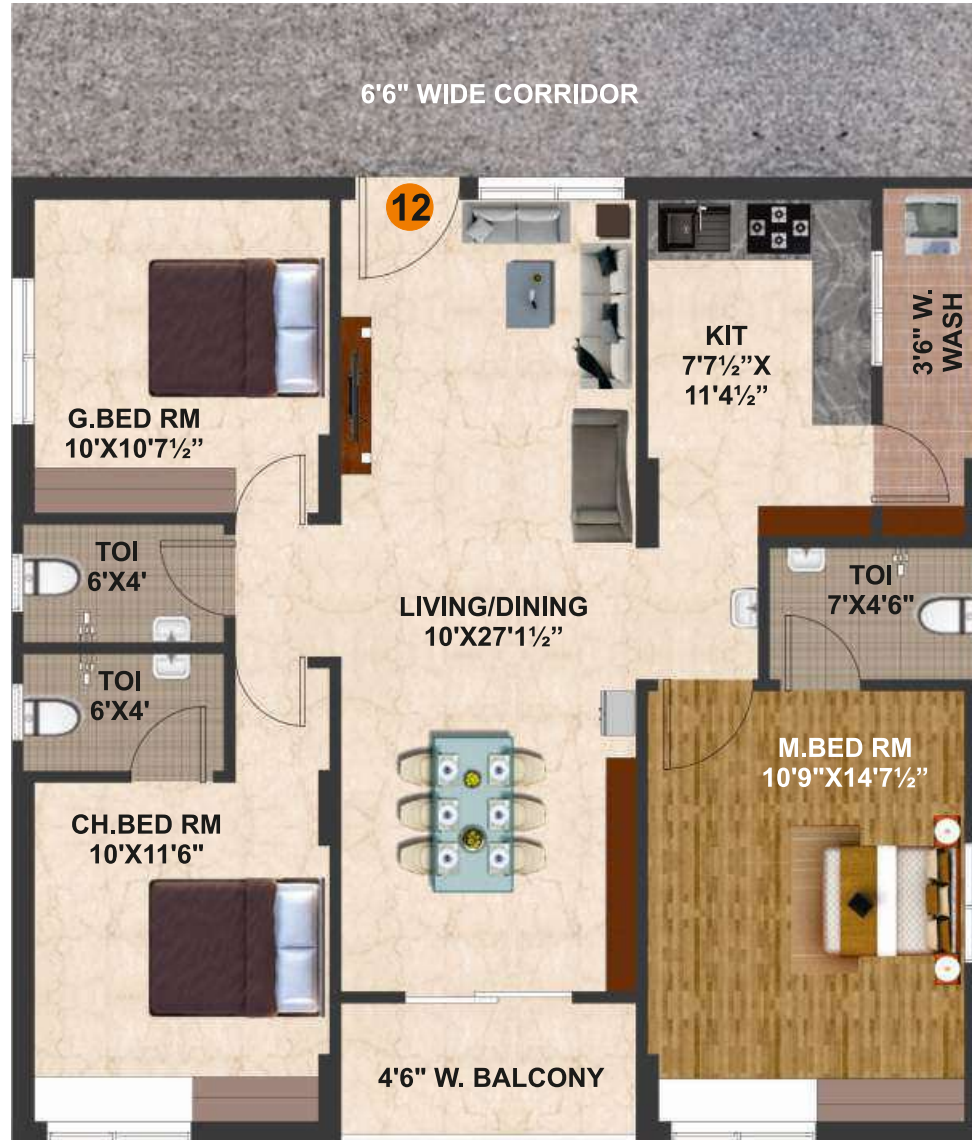 6'6" WIDE CORRIDOR
12
G.BED RM
10'X10'7½”
KIT
7'7½”X
11'4½”
3'6" W.
WASH
TOI
6'X4'
LIVING/DINING
10'X27'1½”
TOI
7'X4'6"
TOI
6'X4'
CH.BED RM
10'X11'6"
M.BED RM
10'9"X14'7½”
4'6" W. BALCONY